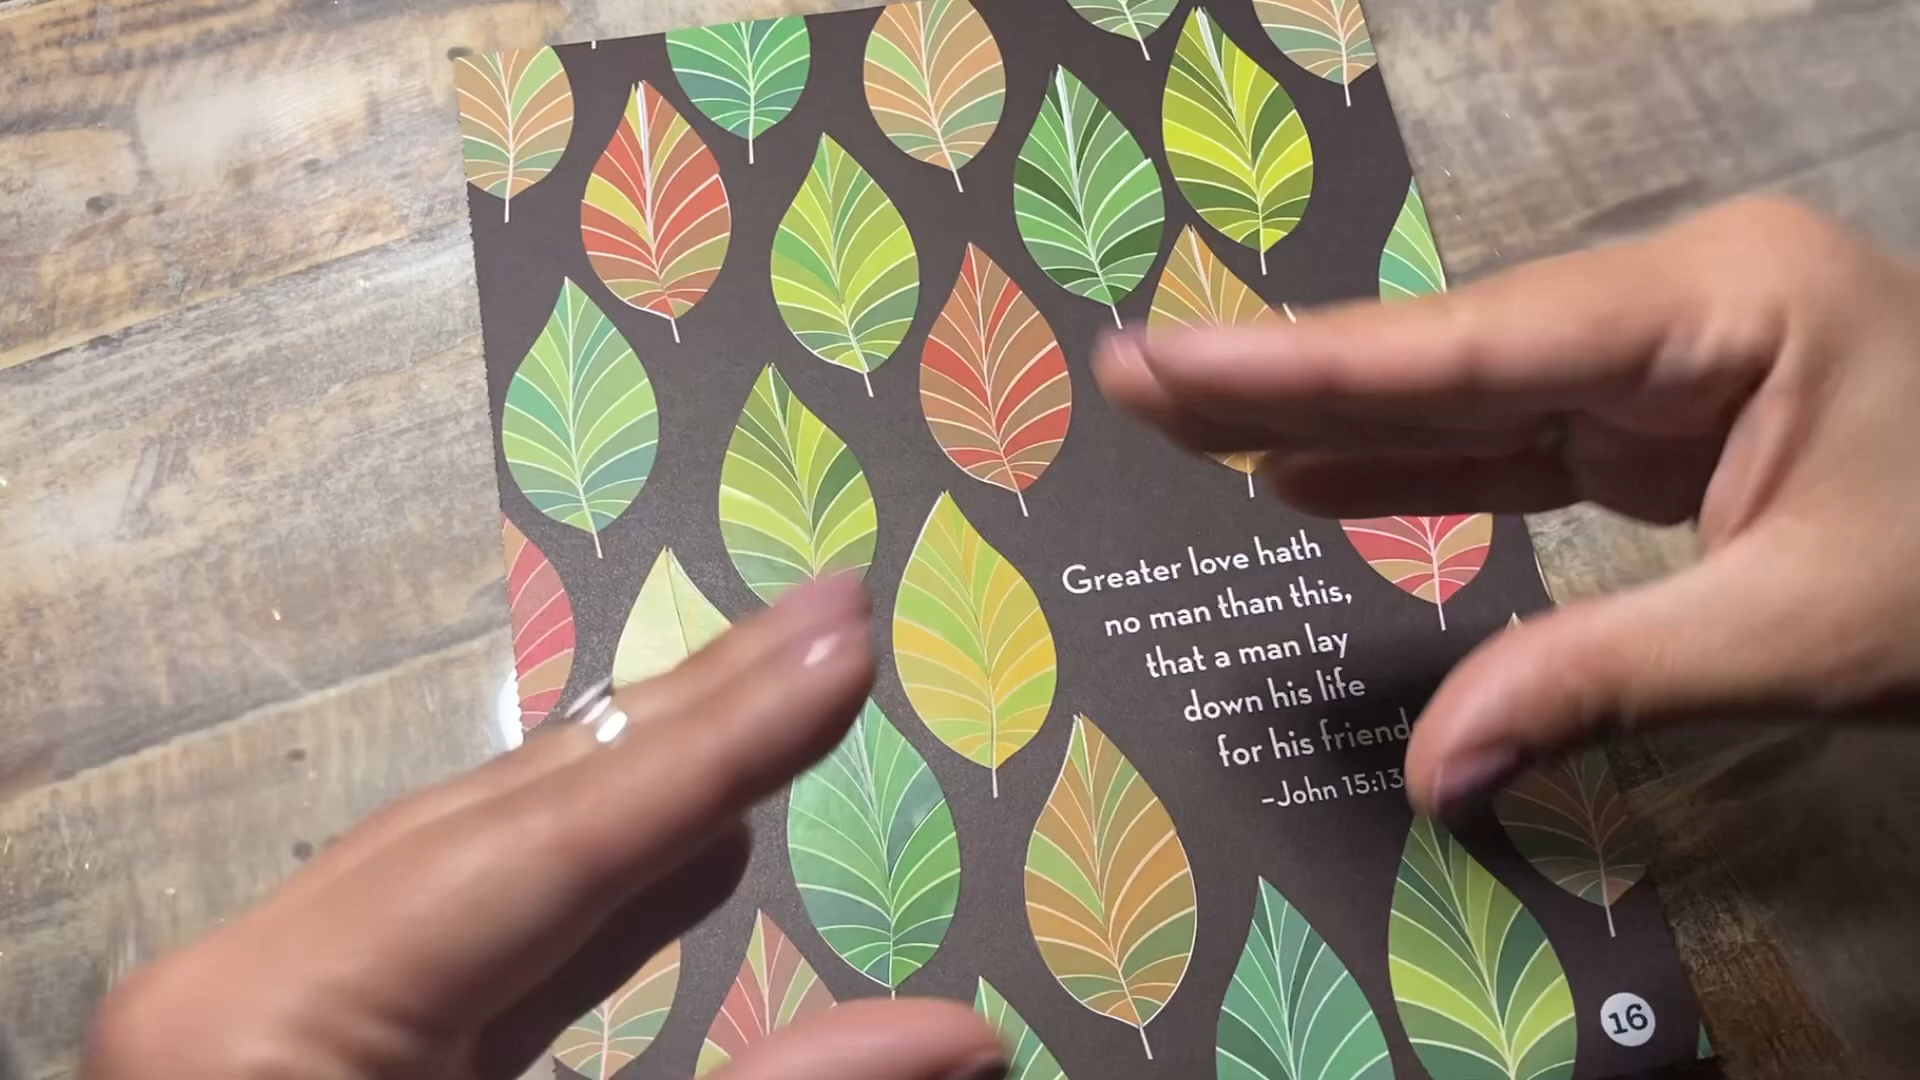 Greater love hath
no man than this,
that a man lay
down his life
for his friend
-John 15:13
16